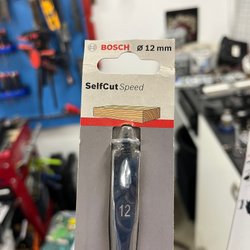 BOSCH Ø 12 mm
SelfCut Speed
12